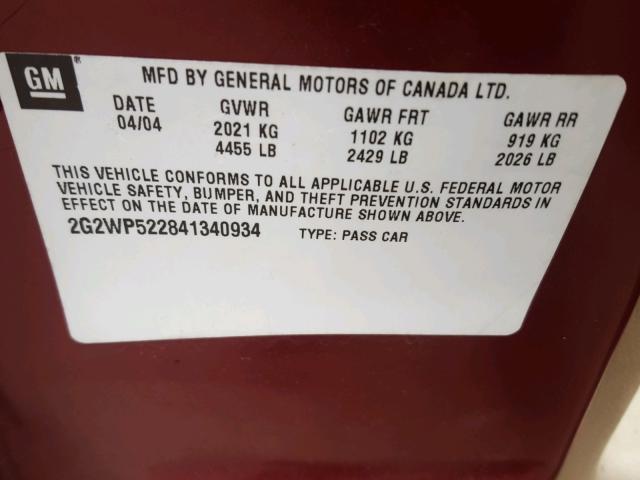 GM®
MFD BY GENERAL MOTORS OF CANADA LTD.
DATE GVWR GAWR FRT GAWR RR
04/04 2021 KG 1102 KG 919 KG
4455 LB 2429 LB 2026 LB
THIS VEHICLE CONFORMS TO ALL APPLICABLE U.S. FEDERAL MOTOR
VEHICLE SAFETY, BUMPER, AND THEFT PREVENTION STANDARDS IN
EFFECT ON THE DATE OF MANUFACTURE SHOWN ABOVE.
2G2WP522841340934 TYPE: PASS CAR